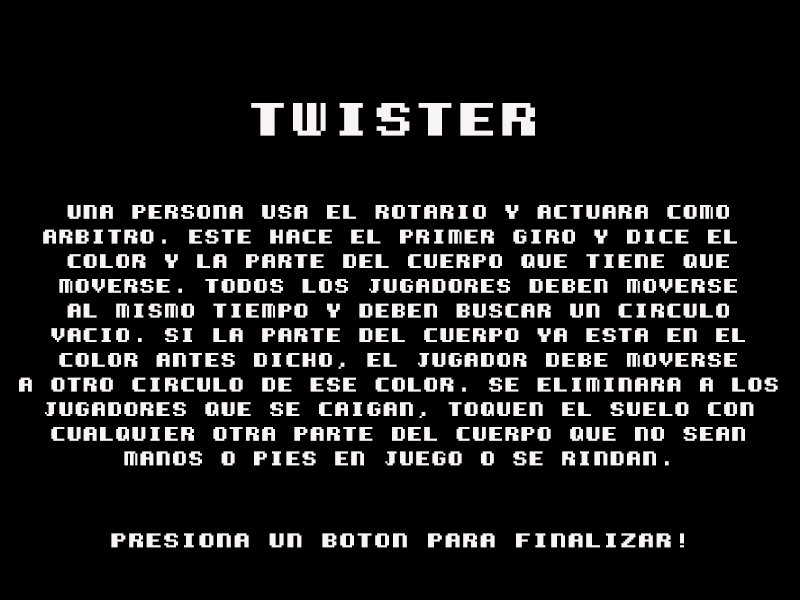 TWISTER
UNA PERSONA USA EL ROTARIO Y ACTUARA COMO
ARBITRO. ESTE HACE EL PRIMER GIRO Y DICE EL
COLOR Y LA PARTE DEL CUERPO QUE TIENE QUE
MOVERSE. TODOS LOS JUGADORES DEBEN MOVERSE
AL MISMO TIEMPO Y DEBEN BUSCAR UN CIRCULO
VACIO. SI LA PARTE DEL CUERPO YA ESTA EN EL
COLOR ANTES DICHO, EL JUGADOR DEBE MOVERSE
A OTRO CIRCULO DE ESE COLOR. SE ELIMINARA A LOS
JUGADORES QUE SE CAIGAN, TOQUEN EL SUELO CON
CUALQUIER OTRA PARTE DEL CUERPO QUE NO SEAN
MANOS O PIES EN JUEGO O SE RINDAN.
PRESIONA UN BOTON PARA FINALIZAR!